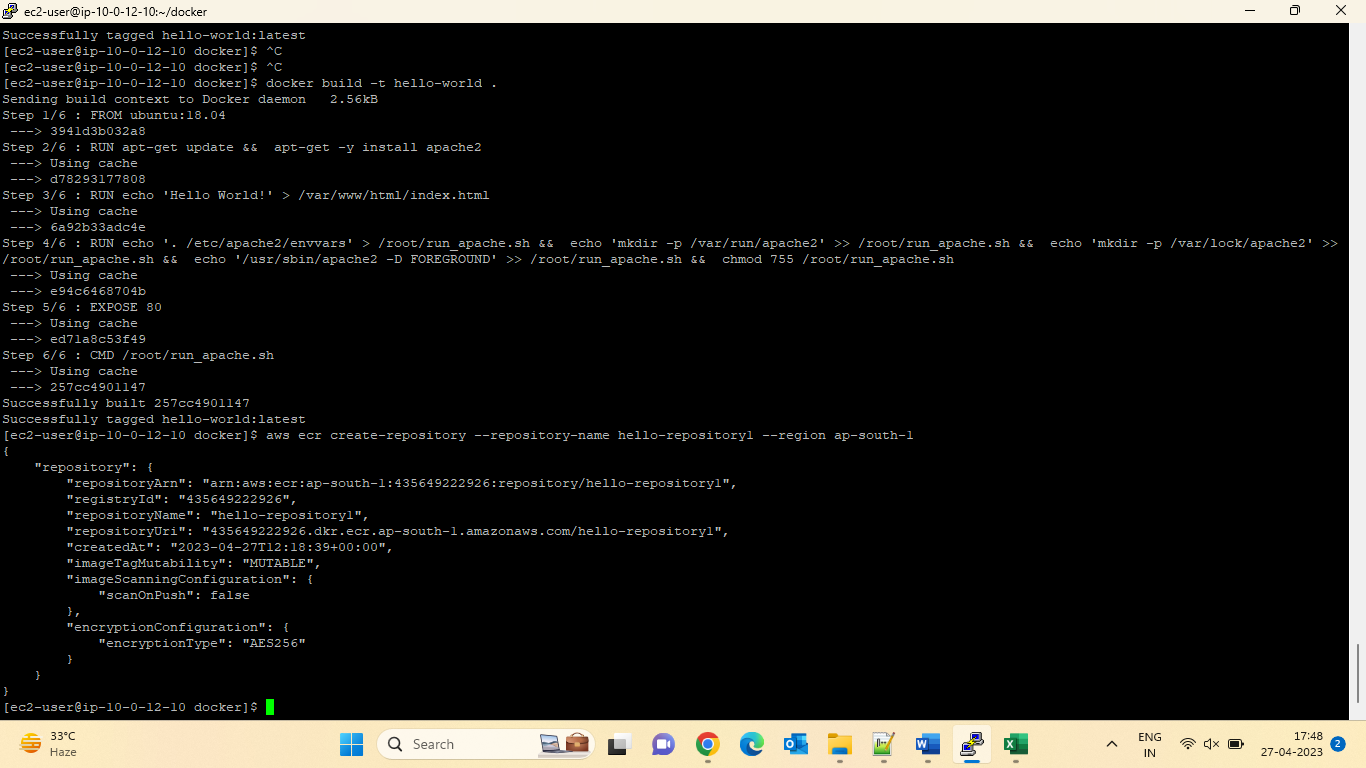 ec2-user@ip-10-0-12-10:~/docker
Successfully tagged hello-world:latest
[ec2-user@ip-10-0-12-10 docker]$ ^C
[ec2-user@ip-10-0-12-10 docker]$ ^C
[ec2-user@ip-10-0-12-10 docker]$ docker build -t hello-world .
Sending build context to Docker daemon   2.56kB
Step 1/6 : FROM ubuntu:18.04
 ---> 3941d3b032a8
Step 2/6 : RUN apt-get update &&  apt-get -y install apache2
 ---> Using cache
 ---> d78293177808
Step 3/6 : RUN echo 'Hello World!' > /var/www/html/index.html
 ---> Using cache
 ---> 6a92b33adc4e
Step 4/6 : RUN echo '. /etc/apache2/envvars' > /root/run_apache.sh &&  echo 'mkdir -p /var/run/apache2' >> /root/run_apache.sh &&  echo 'mkdir -p /var/lock/apache2' >>
/root/run_apache.sh &&  echo '/usr/sbin/apache2 -D FOREGROUND' >> /root/run_apache.sh &&  chmod 755 /root/run_apache.sh
 ---> Using cache
 ---> e94c6468704b
Step 5/6 : EXPOSE 80
 ---> Using cache
 ---> ed71a8c53f49
Step 6/6 : CMD /root/run_apache.sh
 ---> Using cache
 ---> 257cc4901147
Successfully built 257cc4901147
Successfully tagged hello-world:latest
[ec2-user@ip-10-0-12-10 docker]$ aws ecr create-repository --repository-name hello-repository1 --region ap-south-1
{
    "repository": {
        "repositoryArn": "arn:aws:ecr:ap-south-1:435649222926:repository/hello-repository1",
        "registryId": "435649222926",
        "repositoryName": "hello-repository1",
        "repositoryUri": "435649222926.dkr.ecr.ap-south-1.amazonaws.com/hello-repository1",
        "createdAt": "2023-04-27T12:18:39+00:00",
        "imageTagMutability": "MUTABLE",
        "imageScanningConfiguration": {
            "scanOnPush": false
        },
        "encryptionConfiguration": {
            "encryptionType": "AES256"
        }
    }
}
[ec2-user@ip-10-0-12-10 docker]$
33°C
Haze
Search
ENG
IN
17:48
27-04-2023
2